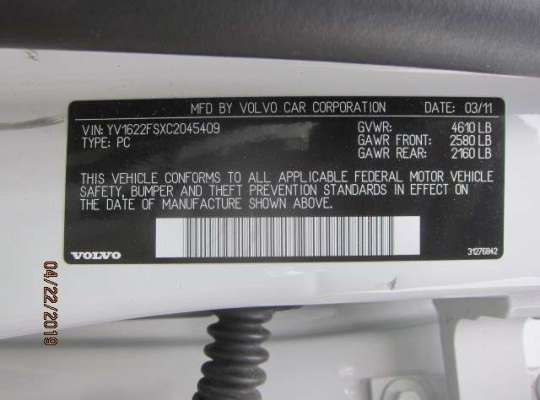 MFD BY VOLVO CAR CORPORATION DATE: 03/11
VIN: YV1622FSXC2045409 GVWR: 4610 LB
TYPE: PC GAWR FRONT: 2580 LB
GAWR REAR: 2160 LB
THIS VEHICLE CONFORMS TO ALL APPLICABLE FEDERAL MOTOR VEHICLE
SAFETY, BUMPER AND THEFT PREVENTION STANDARDS IN EFFECT ON
THE DATE OF MANUFACTURE SHOWN ABOVE.
VOLVO 31276842
04/22/2019